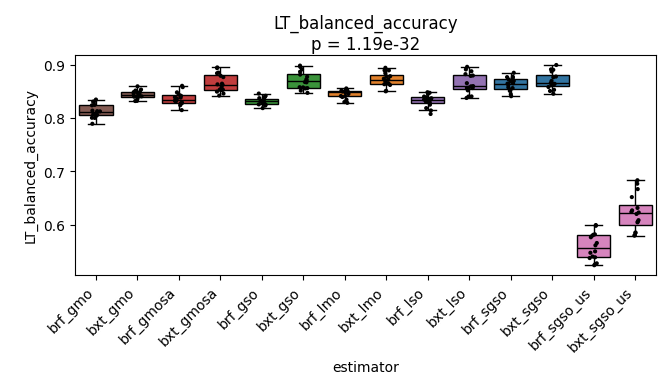 LT_balanced_accuracy
p = 1.19e-32
LT_balanced_accuracy
0.9
0.8
0.7
0.6
brf_gmo
bxt_gmo
brf_gmosa
bxt_gmosa
brf_gso
bxt_gso
brf_lmo
bxt_lmo
brf_lso
bxt_lso
brf_sgso
bxt_sgso
brf_sgso_us
bxt_sgso_us
estimator